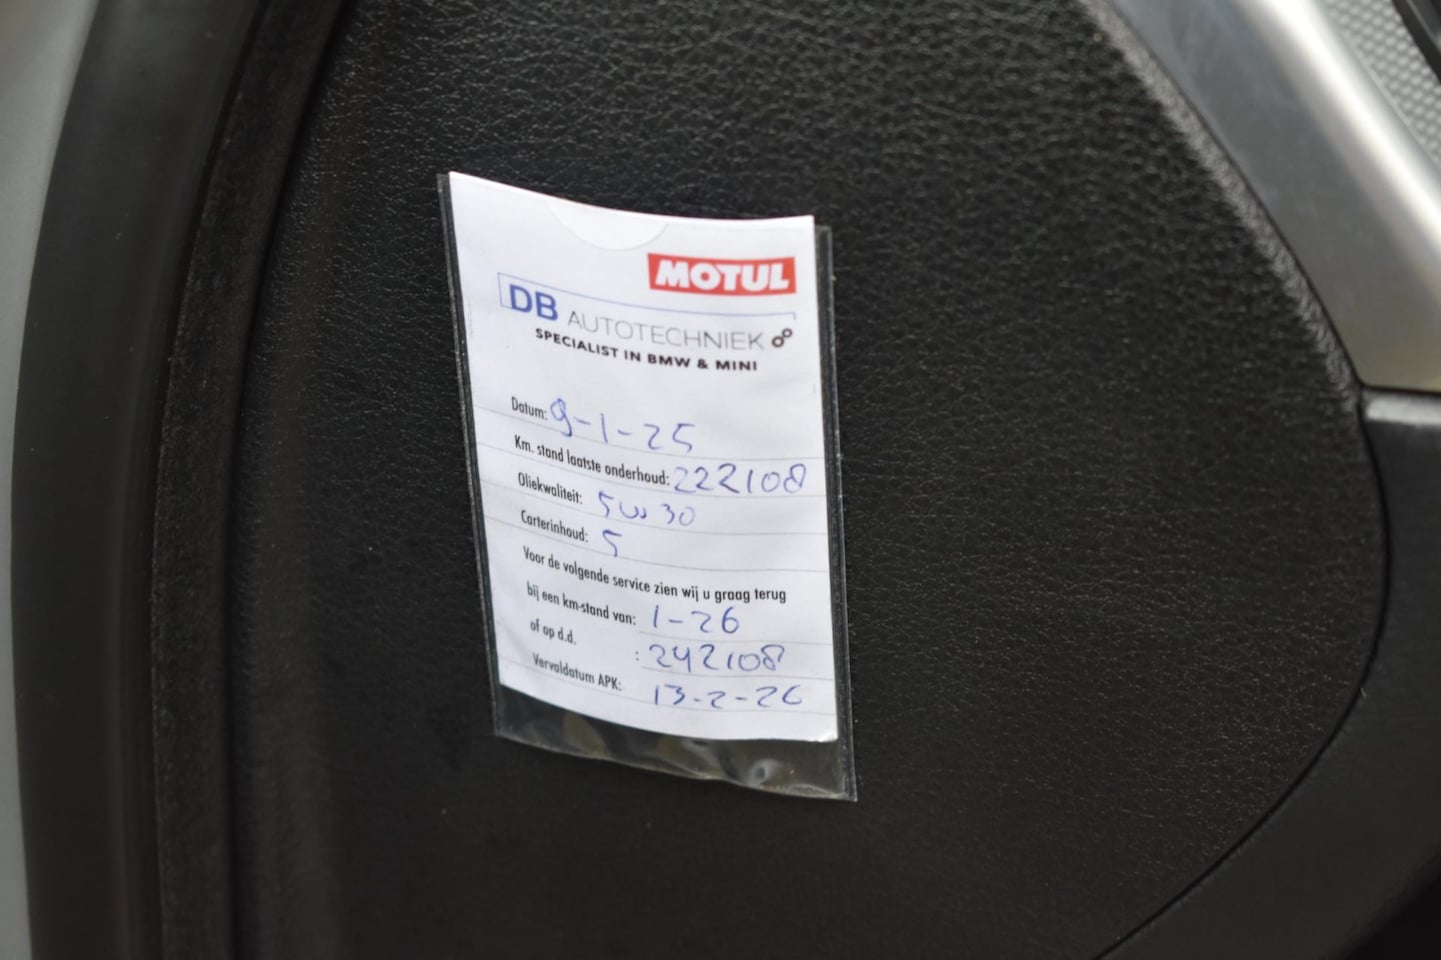 MOTUL
DB AUTOTECHNIEK
SPECIALIST IN BMW & MINI
Datum: 9-1-25
Km. stand laatste onderhoud: 222108
Oliekwaliteit: 5w30
Carterinhoud: 5
Voor de volgende service zien wij u graag terug
bij een km-stand van: 1-26
of op d.d. : 242108
Vervaldatum APK: 13-2-26